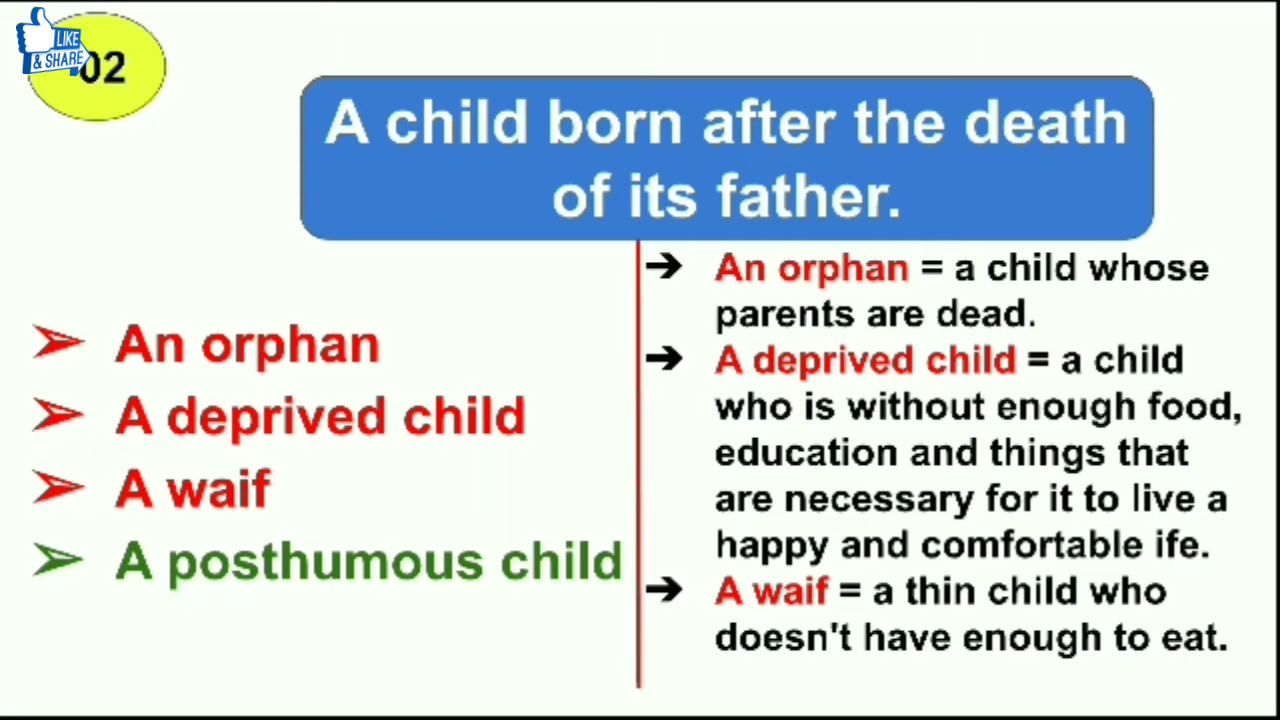 LIKE
& SHARE
02
A child born after the death
of its father.
➢ An orphan
➢ A deprived child
➢ A waif
➢ A posthumous child
➔ An orphan = a child whose
parents are dead.
➔ A deprived child = a child
who is without enough food,
education and things that
are necessary for it to live a
happy and comfortable ife.
➔ A waif = a thin child who
doesn't have enough to eat.